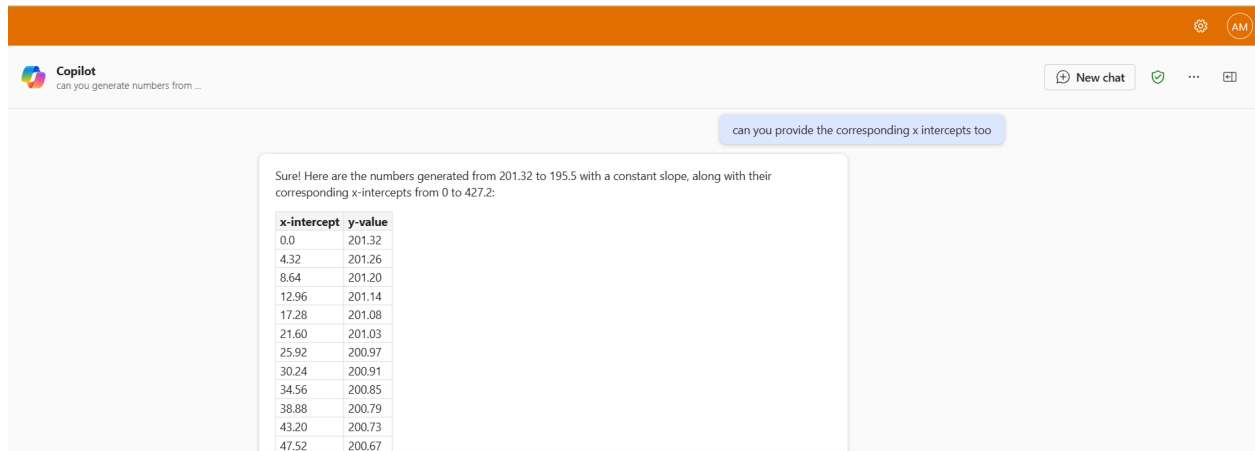 AM
Copilot
can you generate numbers from ...
New chat
can you provide the corresponding x intercepts too
Sure! Here are the numbers generated from 201.32 to 195.5 with a constant slope, along with their
corresponding x-intercepts from 0 to 427.2:
x-intercept y-value
0.0 201.32
4.32 201.26
8.64 201.20
12.96 201.14
17.28 201.08
21.60 201.03
25.92 200.97
30.24 200.91
34.56 200.85
38.88 200.79
43.20 200.73
47.52 200.67